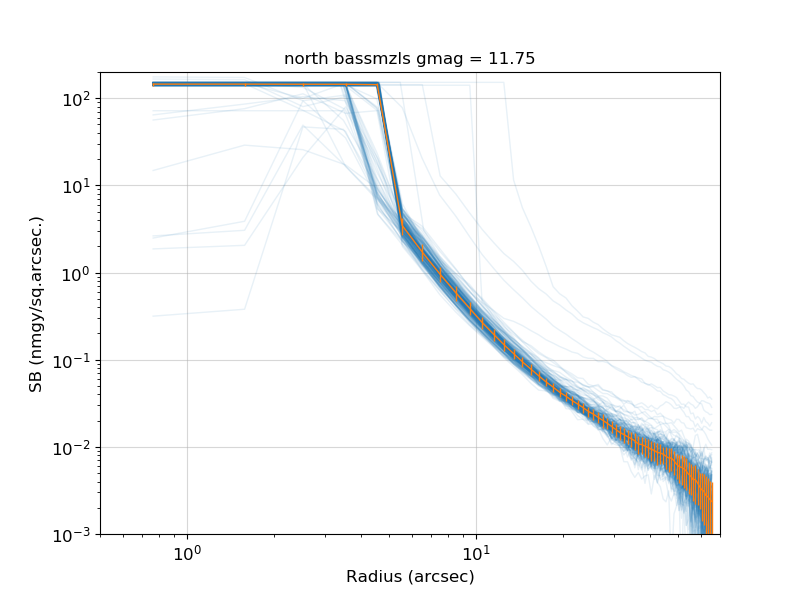 north bassmzls gmag = 11.75
SB (nmgy/sq.arcsec.)
10²
10¹
10⁰
10⁻¹
10⁻²
10⁻³
10⁰ 10¹
Radius (arcsec)